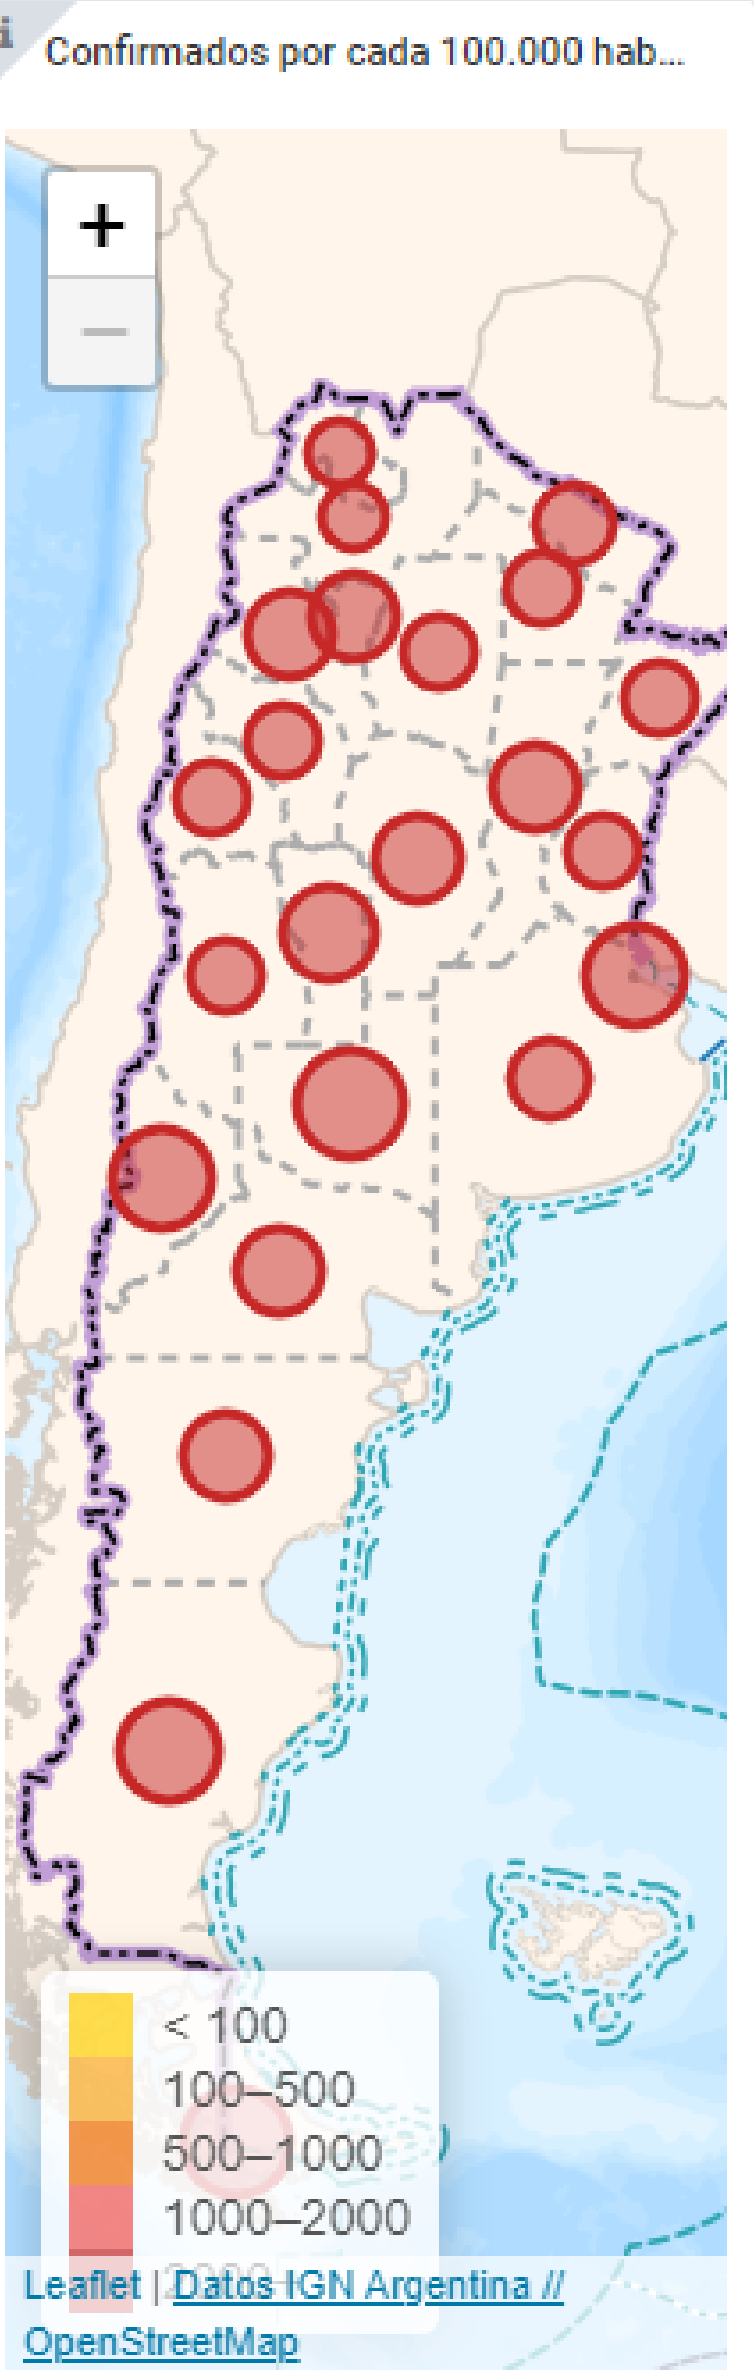 i
Confirmados por cada 100.000 hab...
+
−
< 100
100–500
500–1000
1000–2000
Leaflet | Datos IGN Argentina //
OpenStreetMap